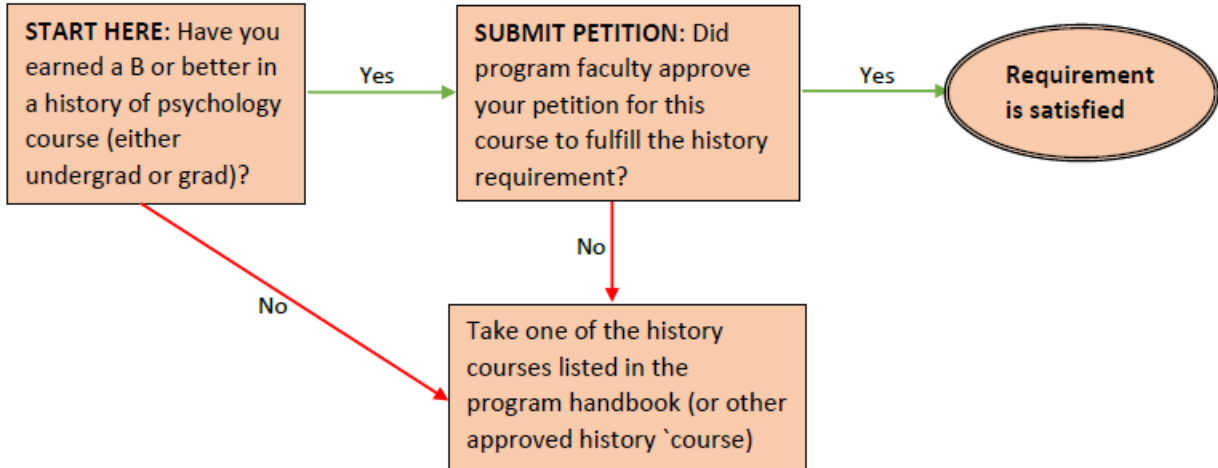 START HERE: Have you
earned a B or better in
a history of psychology
course (either
undergrad or grad)?
Yes
SUBMIT PETITION: Did
program faculty approve
your petition for this
course to fulfill the history
requirement?
Yes
Requirement
is satisfied
No
No
Take one of the history
courses listed in the
program handbook (or other
approved history `course)